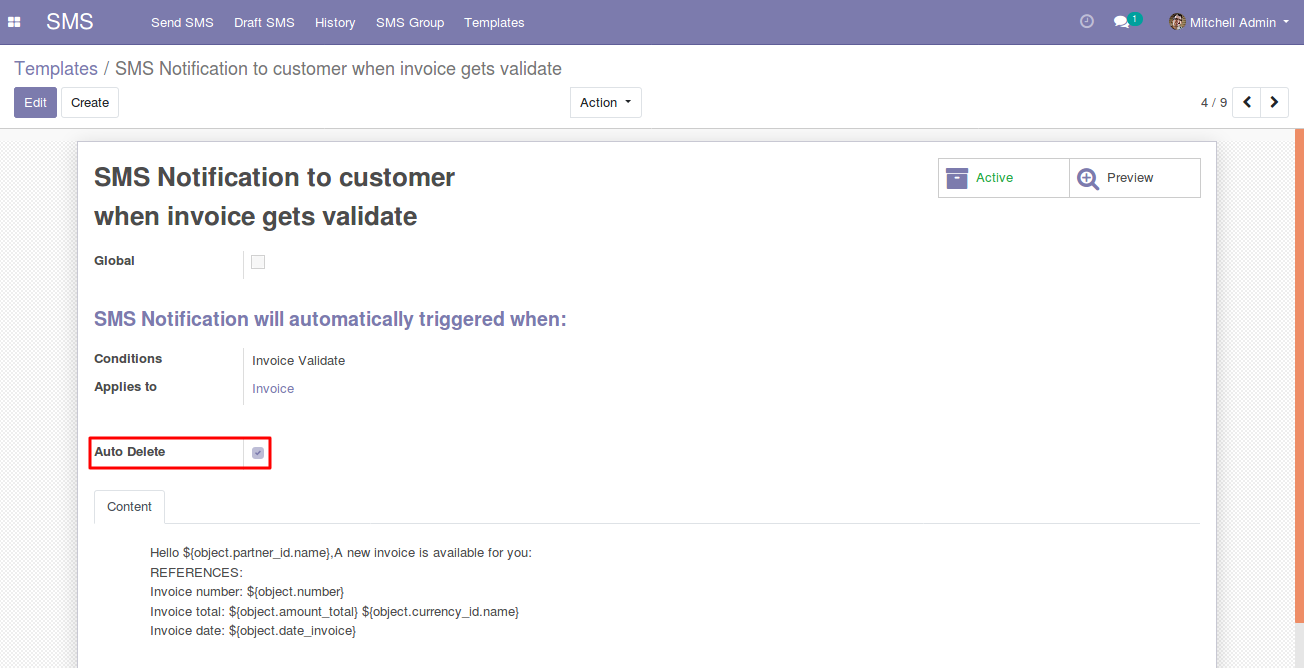 SMS Send SMS Draft SMS History SMS Group Templates 1 Mitchell Admin
Templates / SMS Notification to customer when invoice gets validate
Edit Create Action 4 / 9
SMS Notification to customer
when invoice gets validate
Active Preview
Global
SMS Notification will automatically triggered when:
Conditions Invoice Validate
Applies to Invoice
Auto Delete
Content
Hello ${object.partner_id.name},A new invoice is available for you:
REFERENCES:
Invoice number: ${object.number}
Invoice total: ${object.amount_total} ${object.currency_id.name}
Invoice date: ${object.date_invoice}